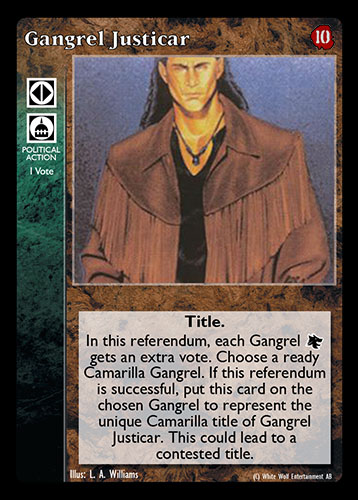 Gangrel Justicar
10
POLITICAL
ACTION
1 Vote
Title.
In this referendum, each Gangrel
gets an extra vote. Choose a ready
Camarilla Gangrel. If this referendum
is successful, put this card on the
chosen Gangrel to represent the
unique Camarilla title of Gangrel
Justicar. This could lead to a
contested title.
Illus: L. A. Williams
(C) White Wolf Entertainment AB